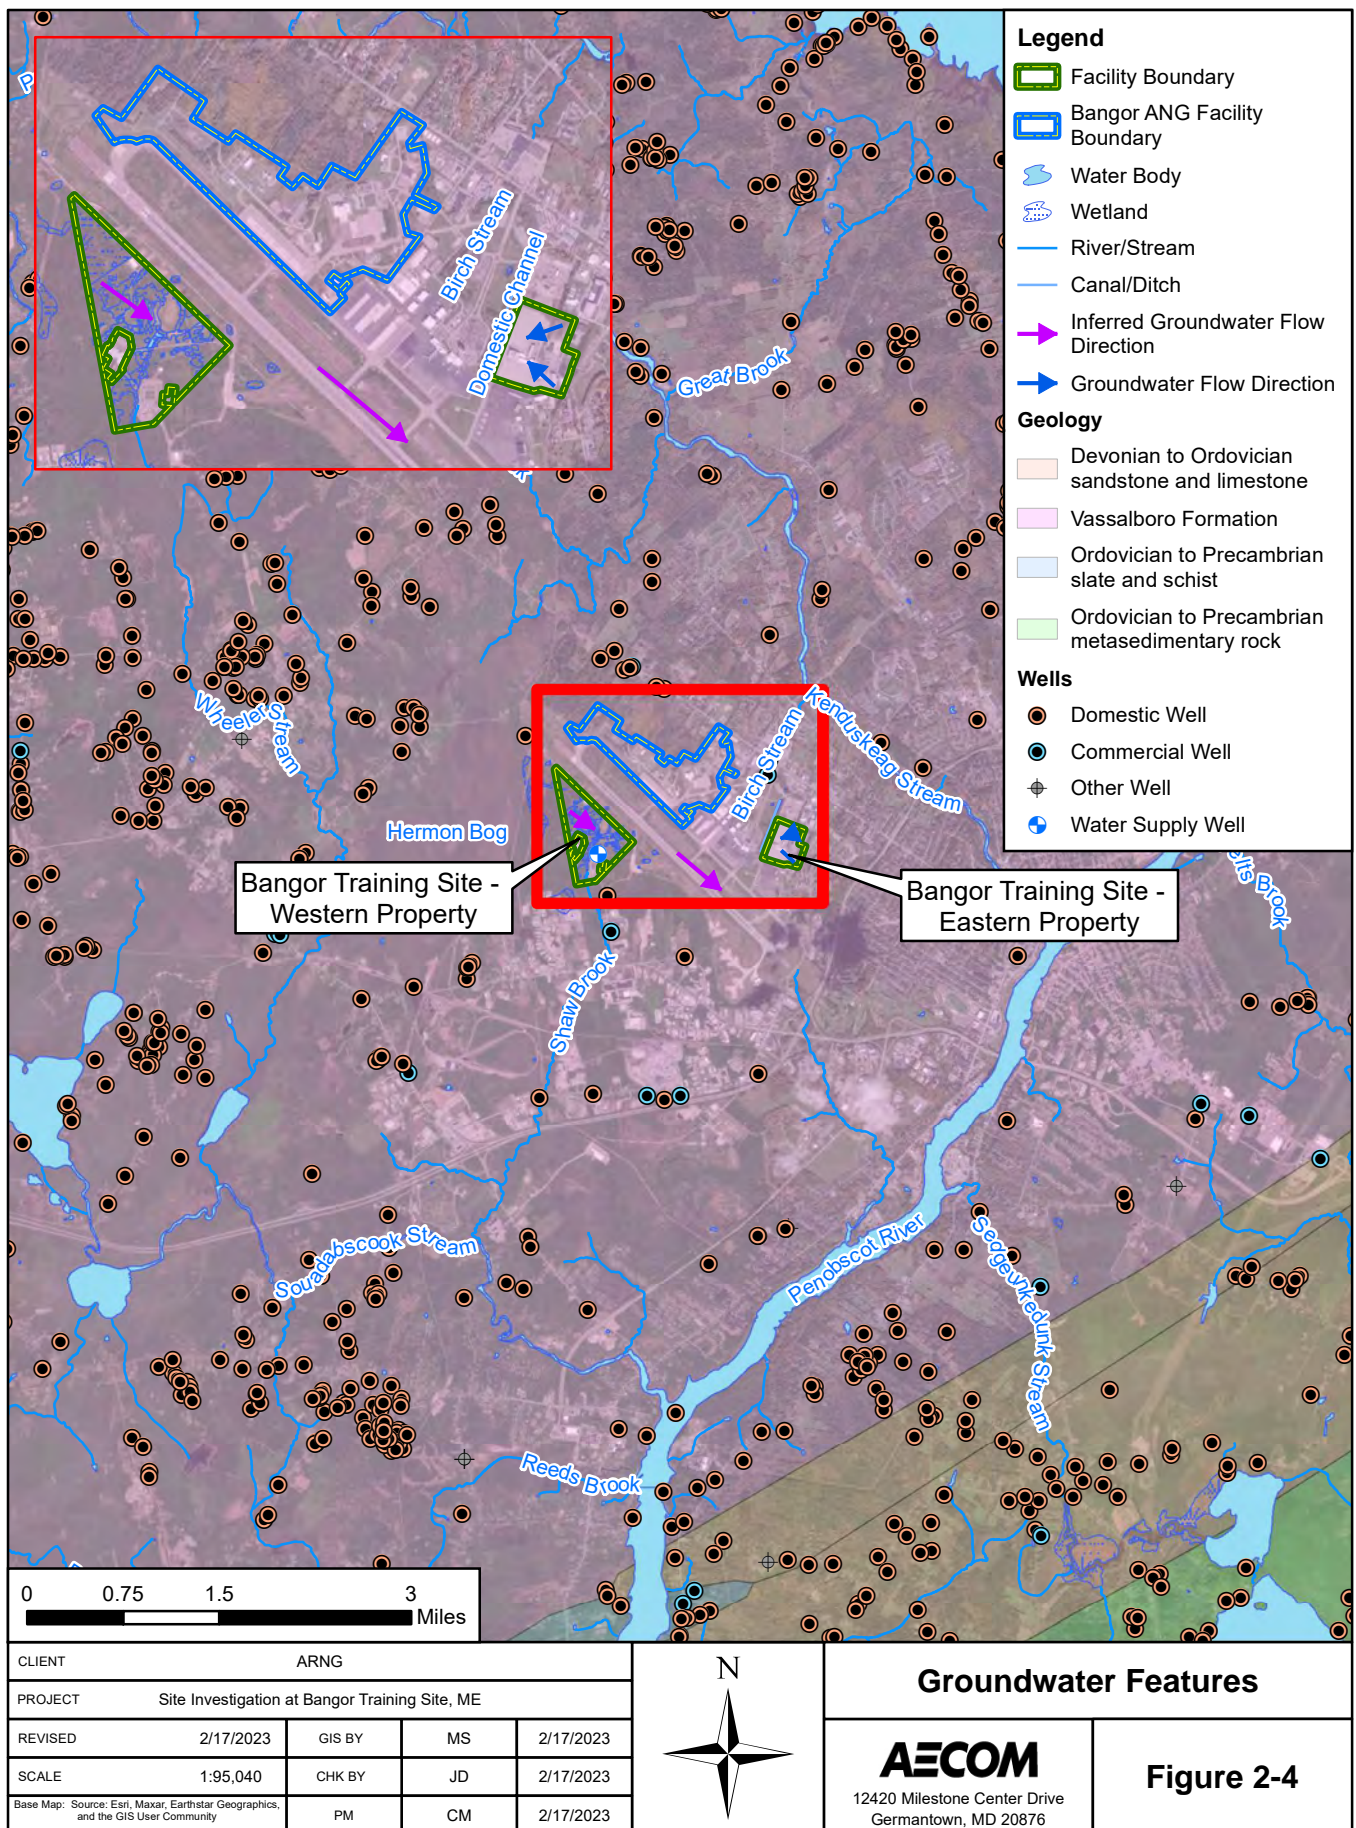 Legend
Facility Boundary
Bangor ANG Facility
Boundary
Water Body
Wetland
River/Stream
Canal/Ditch
Inferred Groundwater Flow
Direction
Groundwater Flow Direction
Geology
Devonian to Ordovician
sandstone and limestone
Vassalboro Formation
Ordovician to Precambrian
slate and schist
Ordovician to Precambrian
metasedimentary rock
Wells
Domestic Well
Commercial Well
Other Well
Water Supply Well
Birch Stream
Domestic Channel
Great Brook
Wheeler Stream
Hermon Bog
Birch Stream
Kenduskeag Stream
Bangor Training Site -
Western Property
Bangor Training Site -
Eastern Property
elts Brook
Shaw Brook
Souadabscook Stream
Penobscot River
Sedgeunkedunk Stream
Reeds Brook
0 0.75 1.5 3
Miles
CLIENT ARNG
PROJECT Site Investigation at Bangor Training Site, ME
REVISED 2/17/2023 GIS BY MS 2/17/2023
SCALE 1:95,040 CHK BY JD 2/17/2023
Base Map: Source: Esri, Maxar, Earthstar Geographics,
and the GIS User Community
PM CM 2/17/2023
N
Groundwater Features
AECOM
12420 Milestone Center Drive
Germantown, MD 20876
Figure 2-4